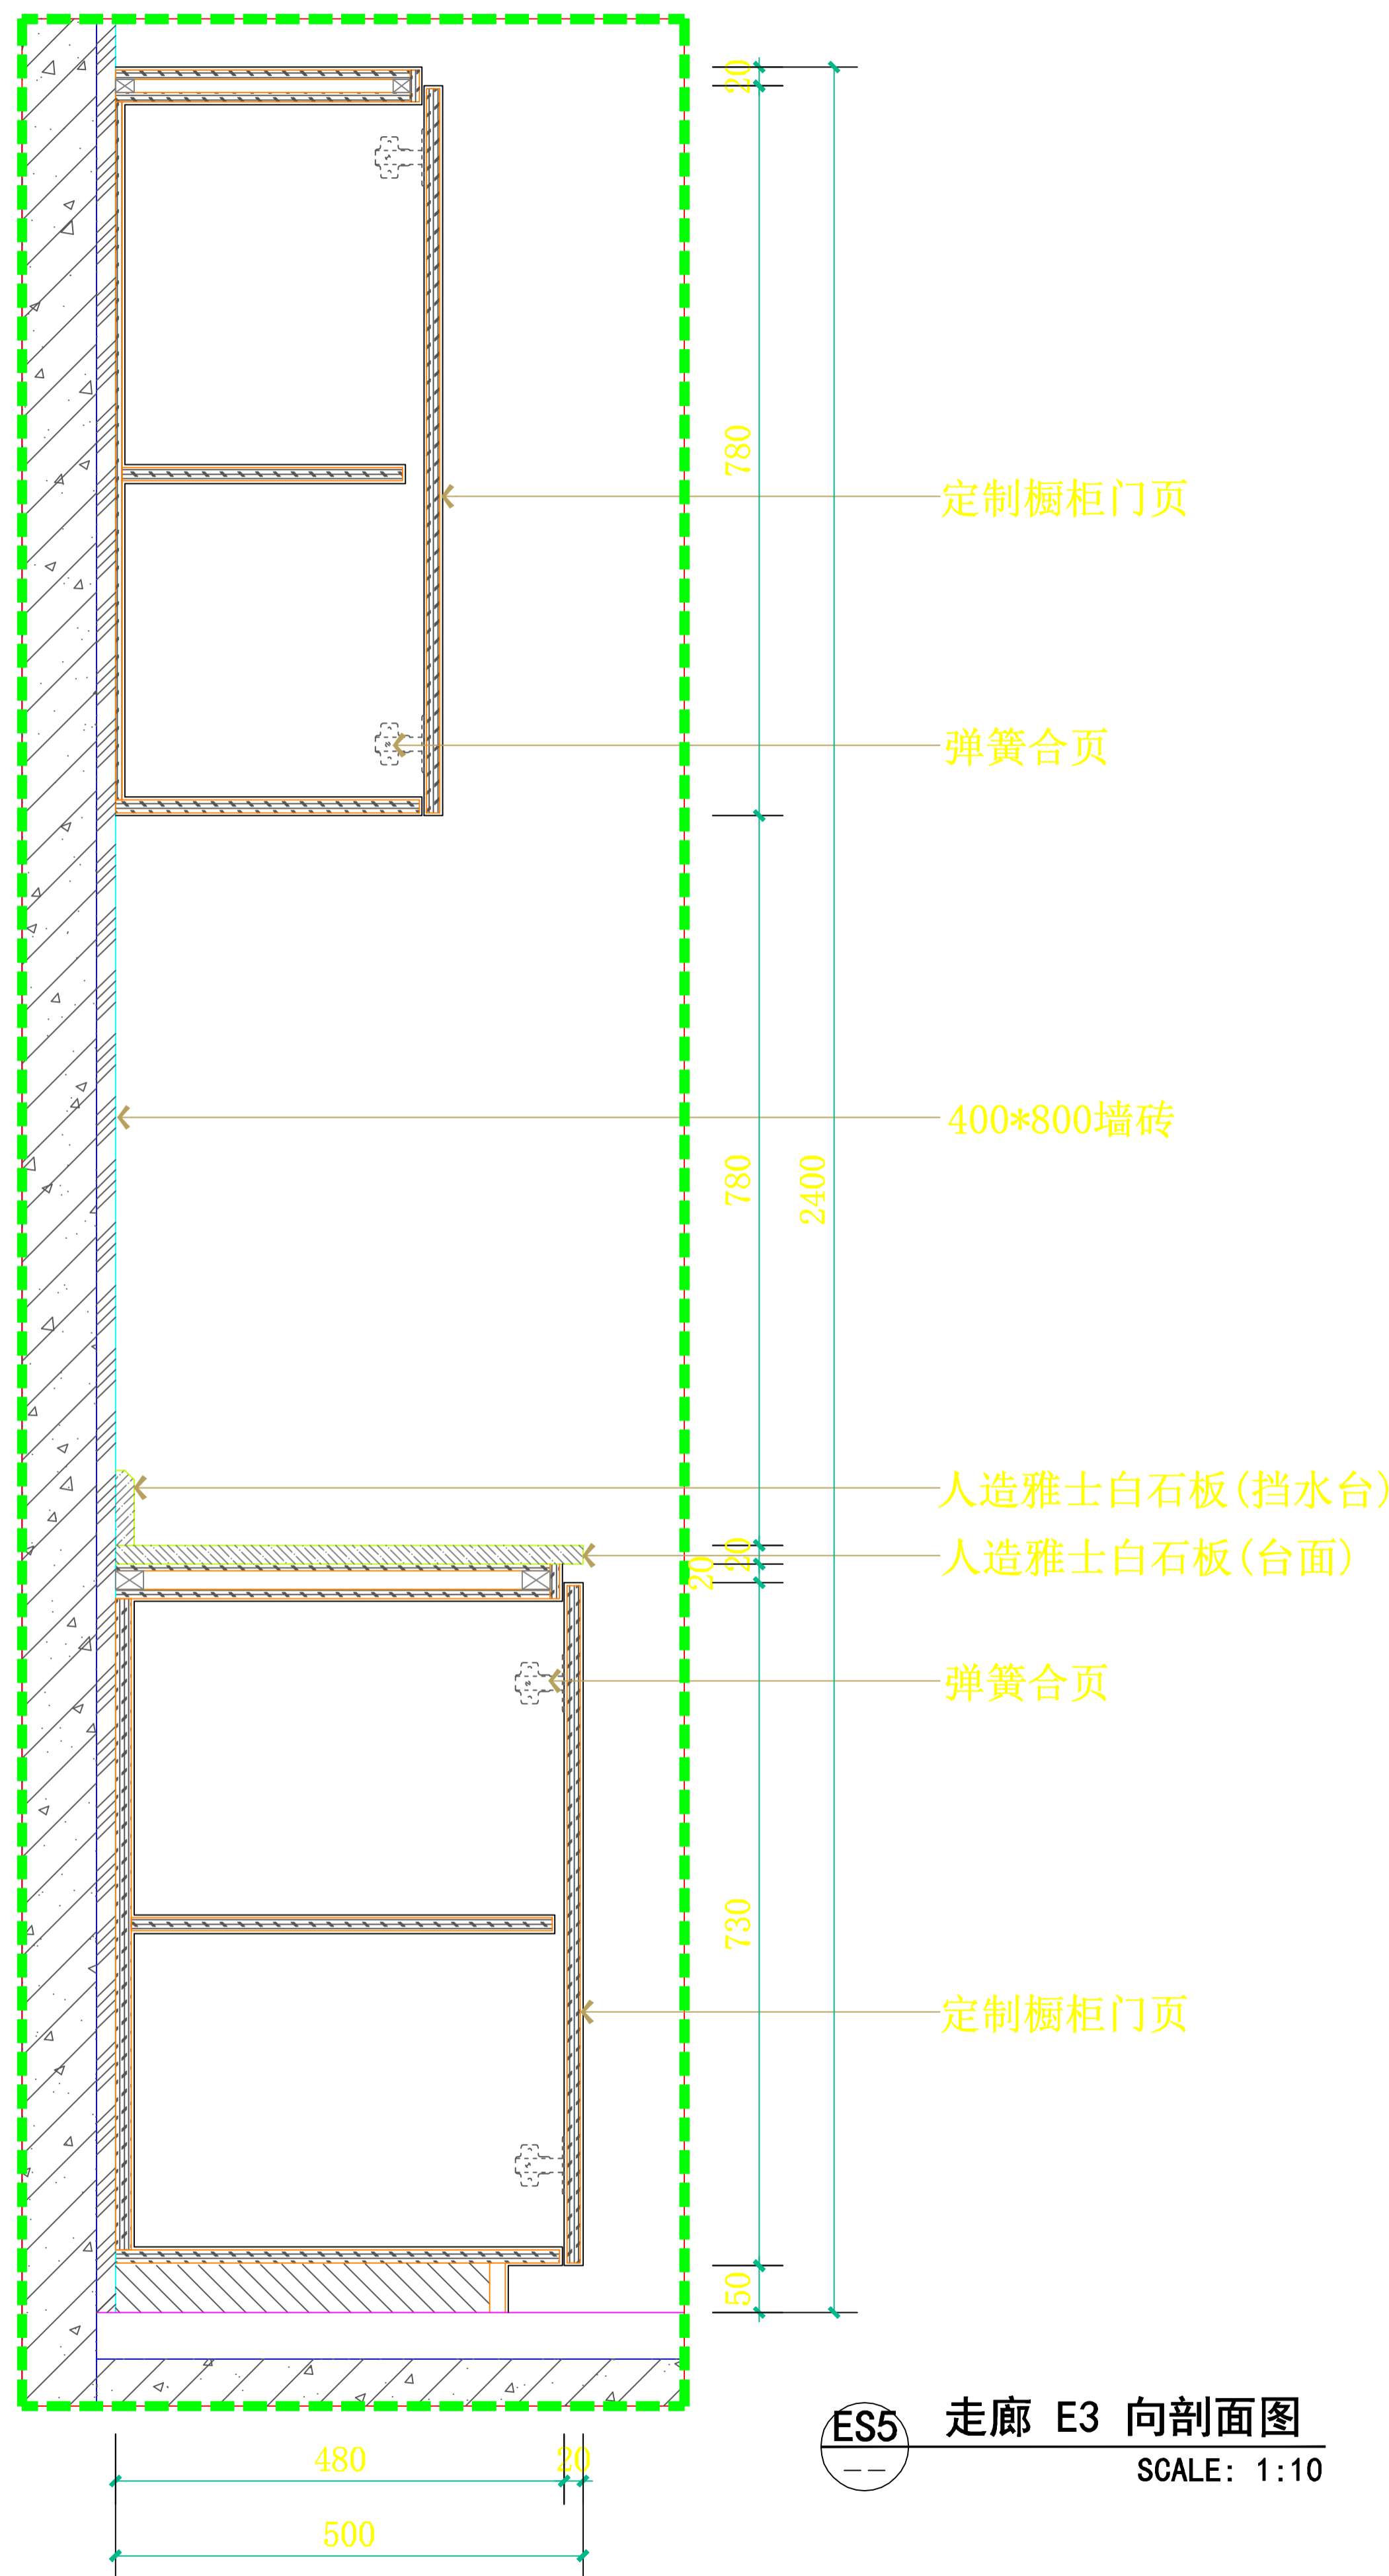 20
780
定制橱柜门页
弹簧合页
400*800墙砖
780
2400
人造雅士白石板(挡水台)
人造雅士白石板(台面)
20
20
弹簧合页
730
定制橱柜门页
50
ES5
走廊 E3 向剖面图
SCALE: 1:10
480
20
500